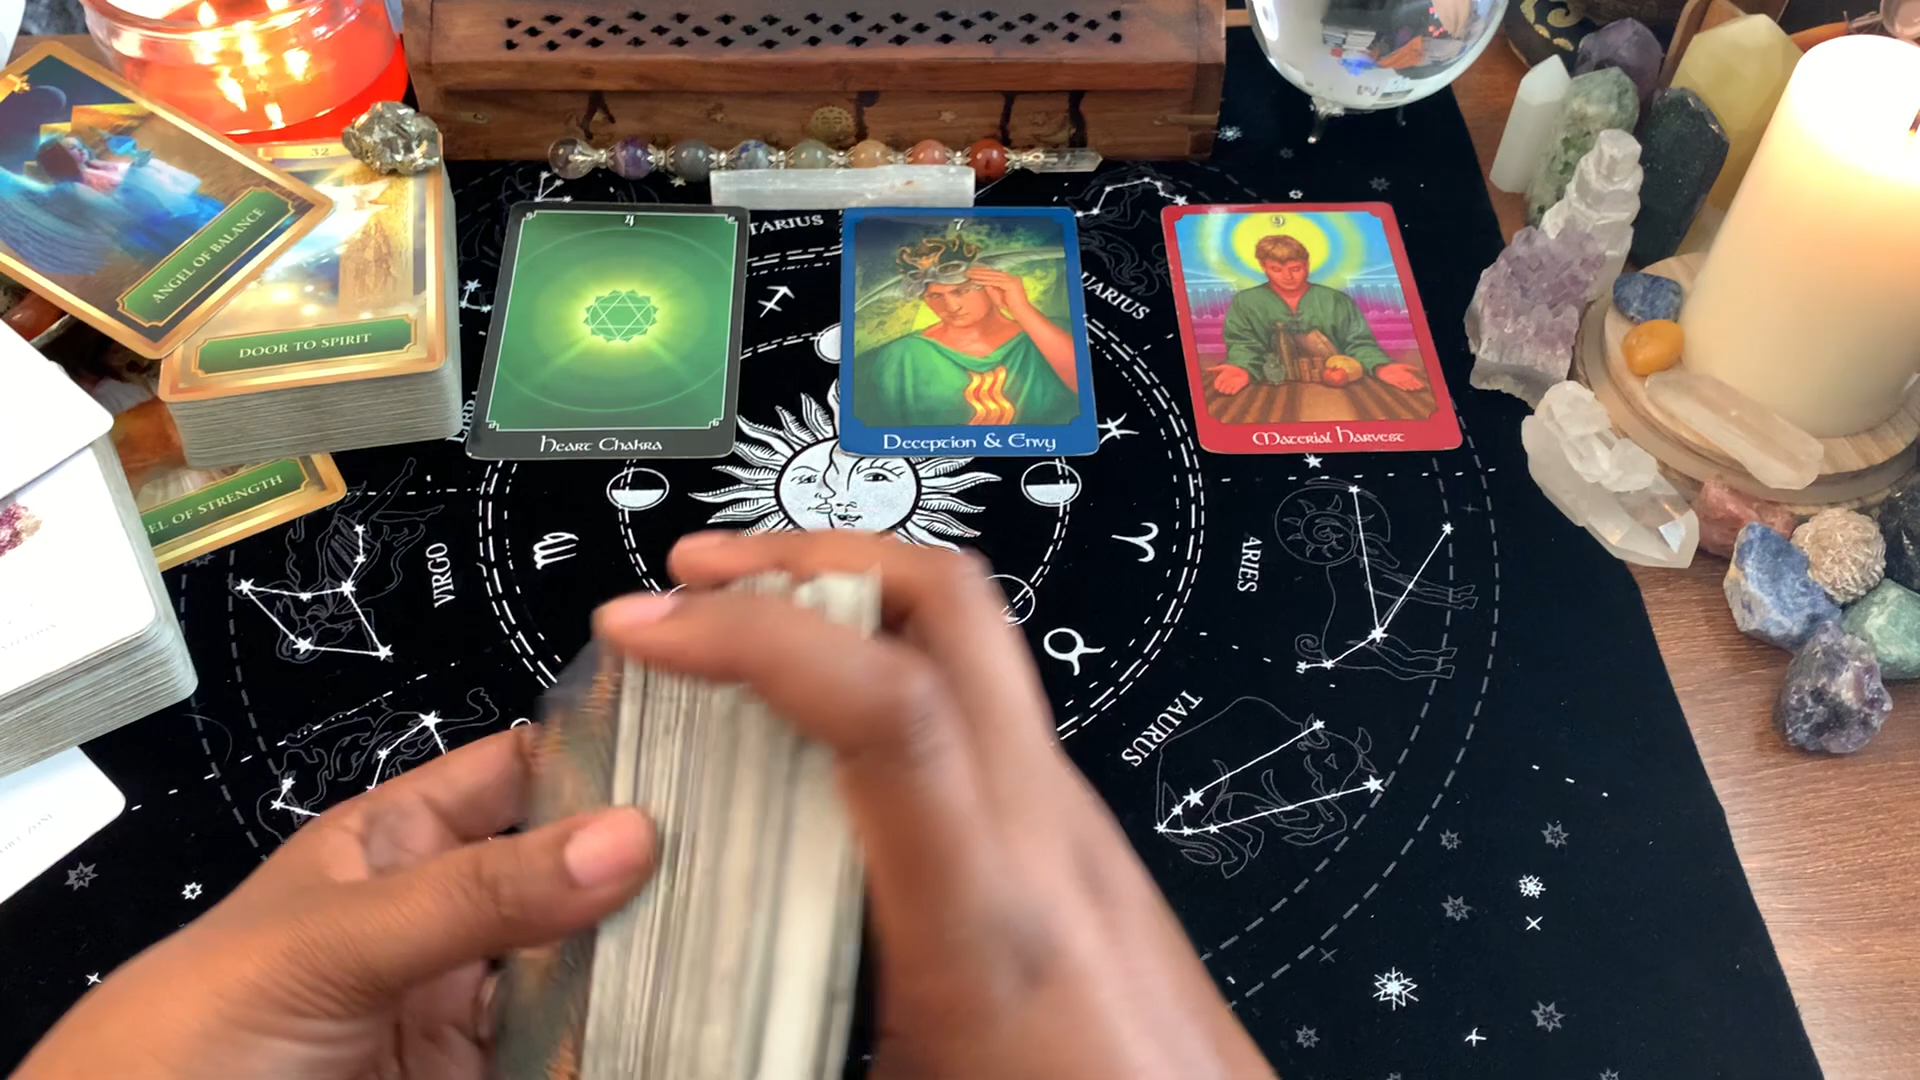 32
ANGEL OF BALANCE
DOOR TO SPIRIT
EL OF STRENGTH
4
Heart Chakra
7
Deception & Envy
9
Material Harvest
TARIUS
UARIUS
VIRGO
ARIES
TAURUS